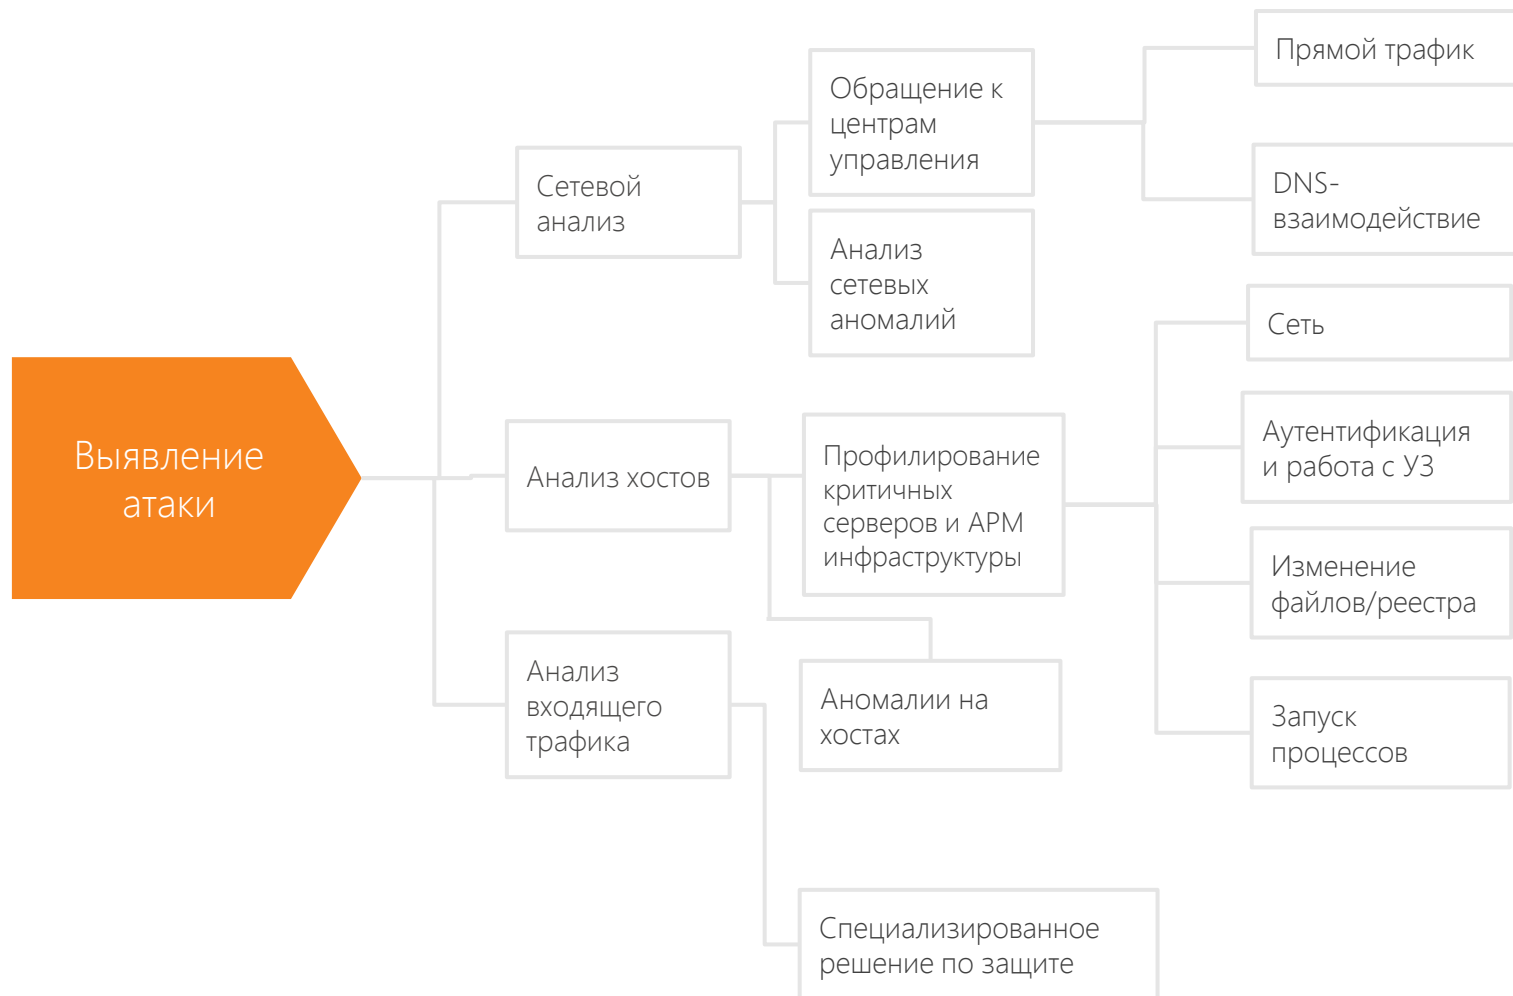 Выявление
атаки
Сетевой
анализ
Обращение к
центрам
управления
Прямой трафик
DNS-
взаимодействие
Анализ
сетевых
аномалий
Анализ хостов
Профилирование
критичных
серверов и АРМ
инфраструктуры
Сеть
Аутентификация
и работа с УЗ
Изменение
файлов/реестра
Запуск
процессов
Аномалии на
хостах
Анализ
входящего
трафика
Специализированное
решение по защите